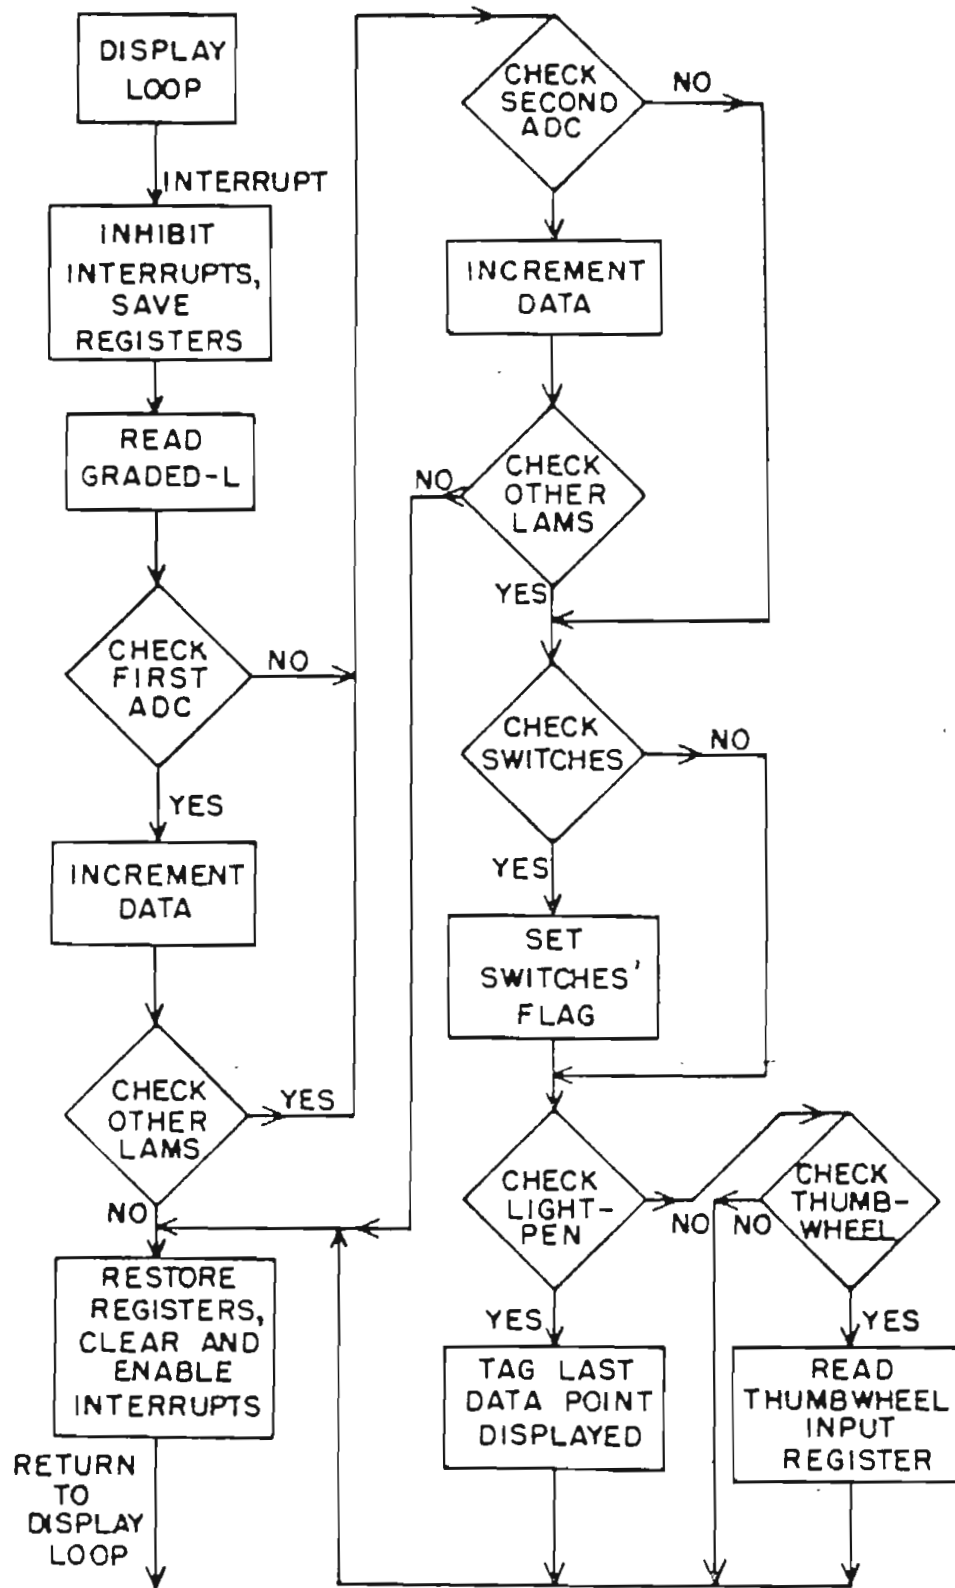 DISPLAY
LOOP
INTERRUPT
INHIBIT
INTERRUPTS,
SAVE
REGISTERS
READ
GRADED-L
CHECK
FIRST
ADC
NO
YES
INCREMENT
DATA
CHECK
OTHER
LAMS
YES
NO
RESTORE
REGISTERS,
CLEAR AND
ENABLE
INTERRUPTS
RETURN
TO
DISPLAY
LOOP
CHECK
SECOND
ADC
NO
INCREMENT
DATA
CHECK
OTHER
LAMS
NO
YES
CHECK
SWITCHES
NO
YES
SET
SWITCHES'
FLAG
CHECK
LIGHT-
PEN
NO
YES
TAG LAST
DATA POINT
DISPLAYED
CHECK
THUMB-
WHEEL
NO
YES
READ
THUMBWHEEL
INPUT
REGISTER